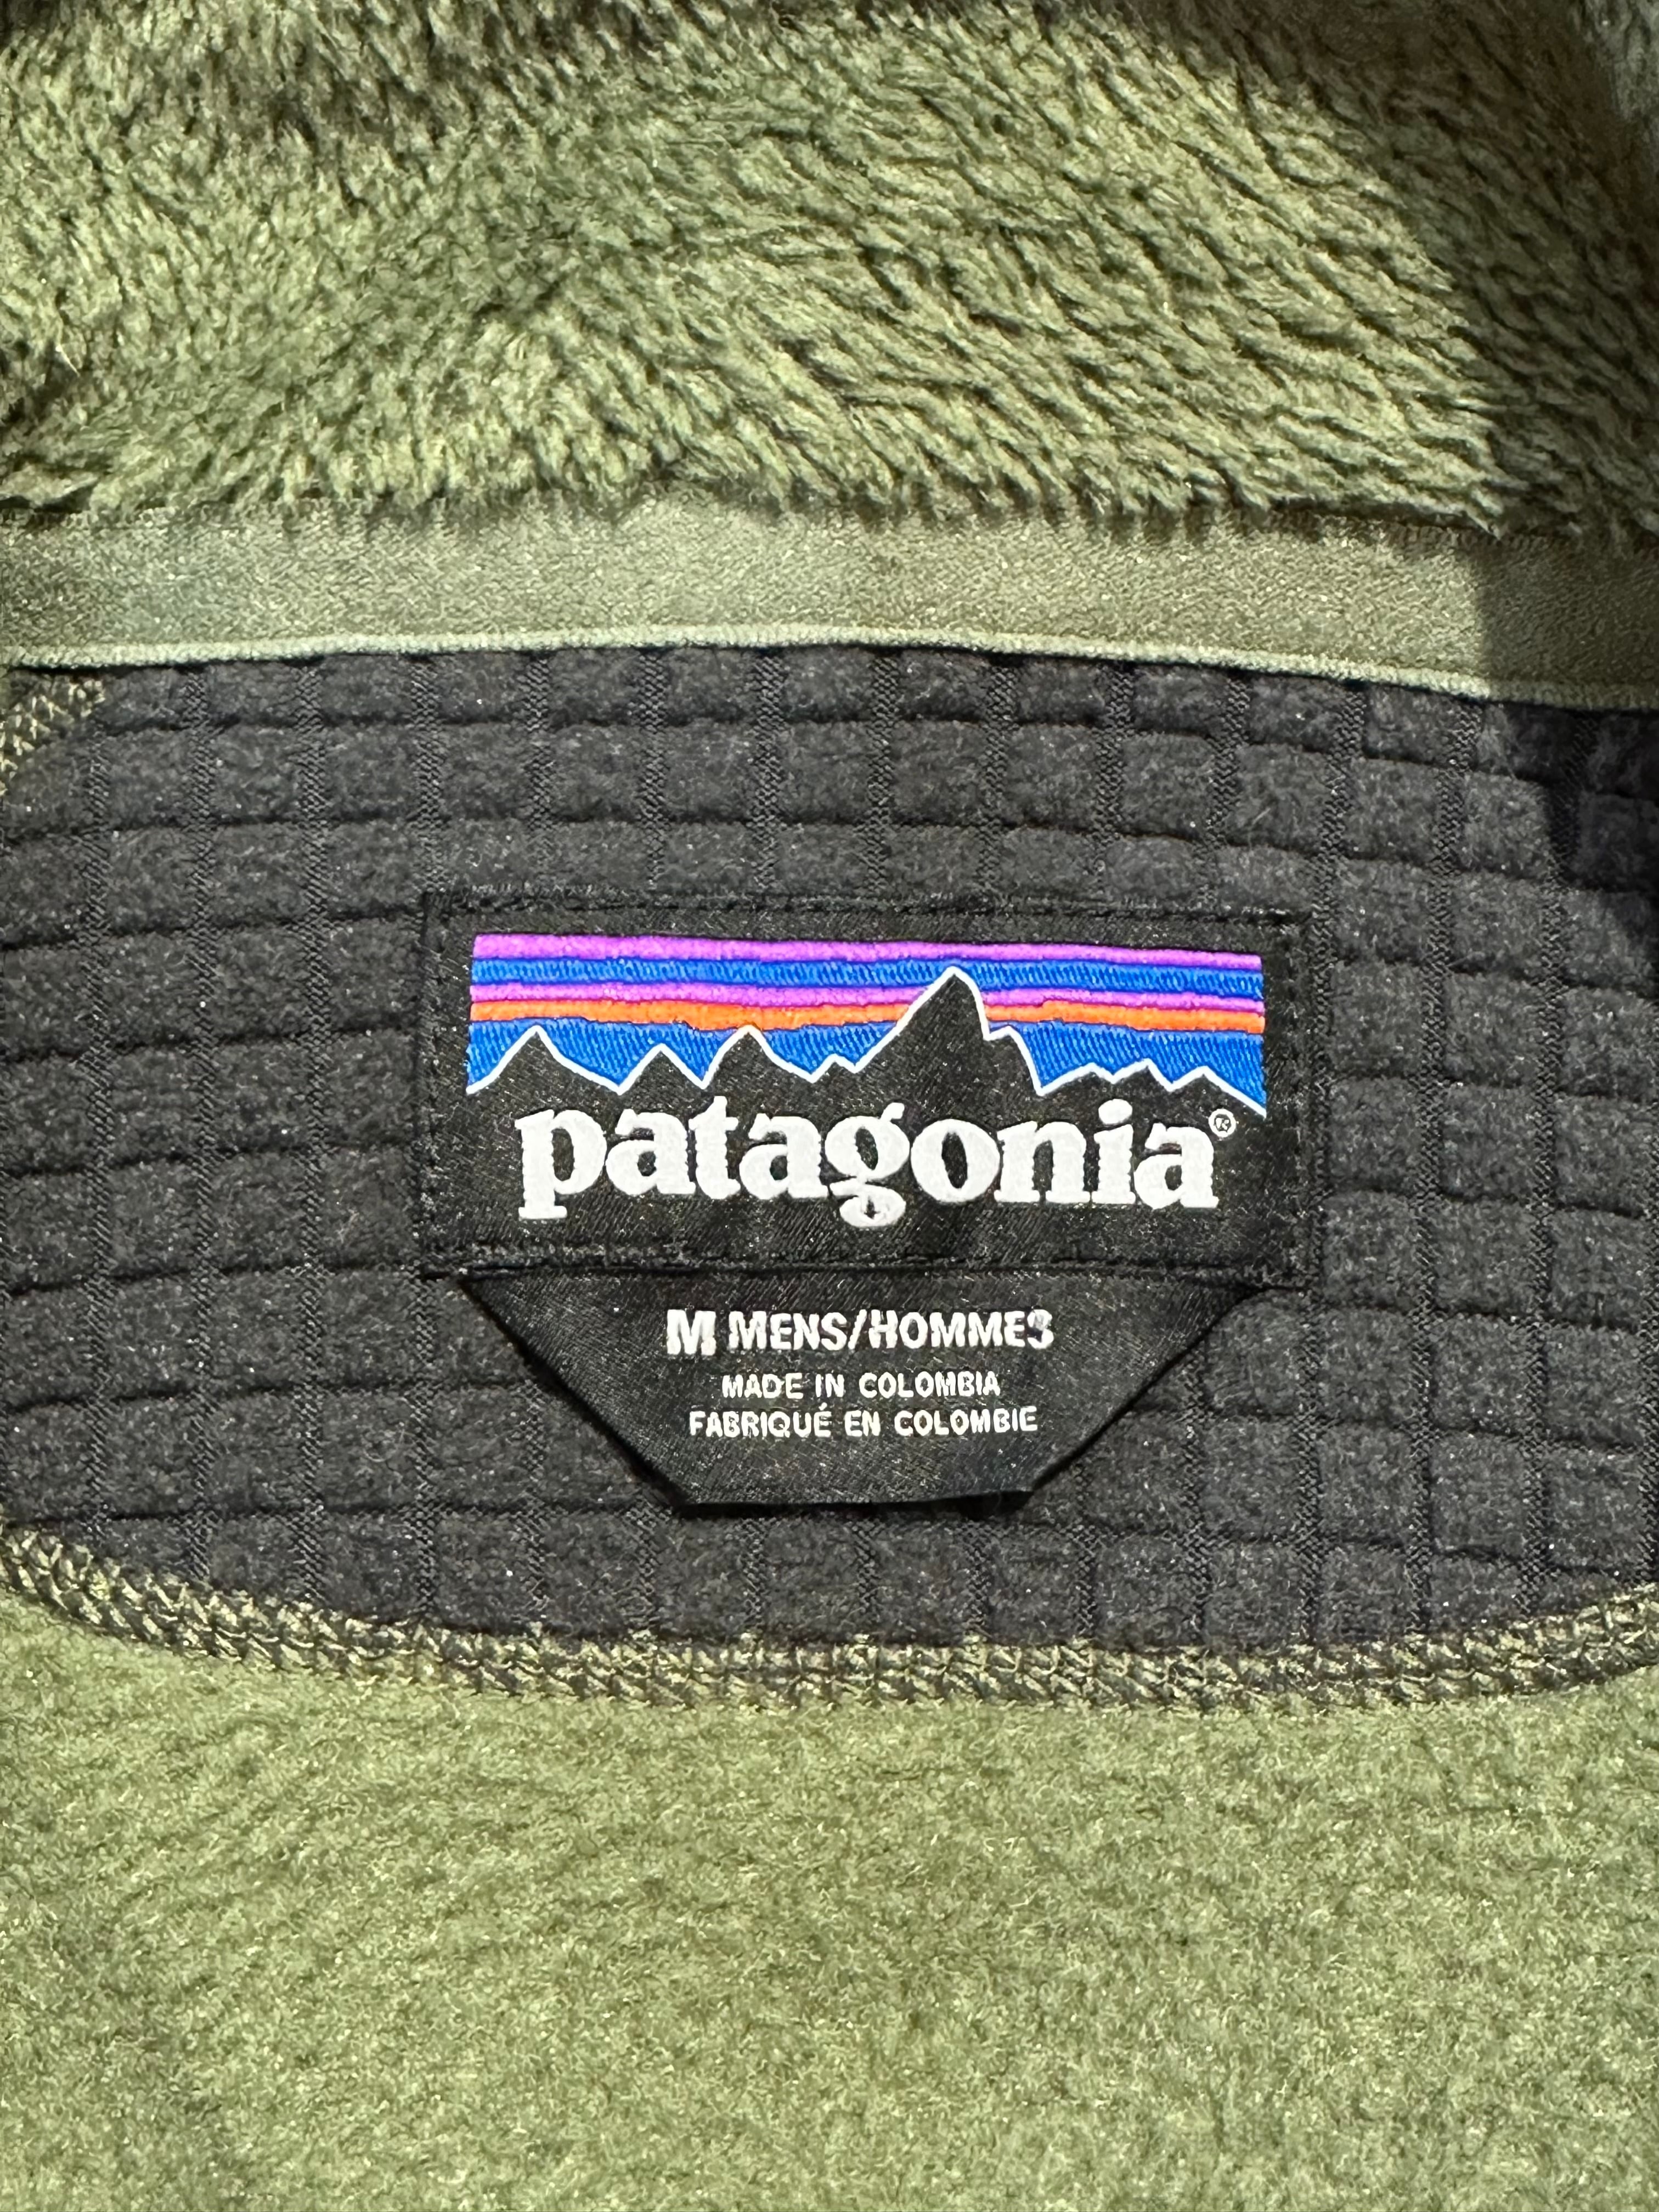 patagonia®
M MENS/HOMMES
MADE IN COLOMBIA
FABRIQUÉ EN COLOMBIE